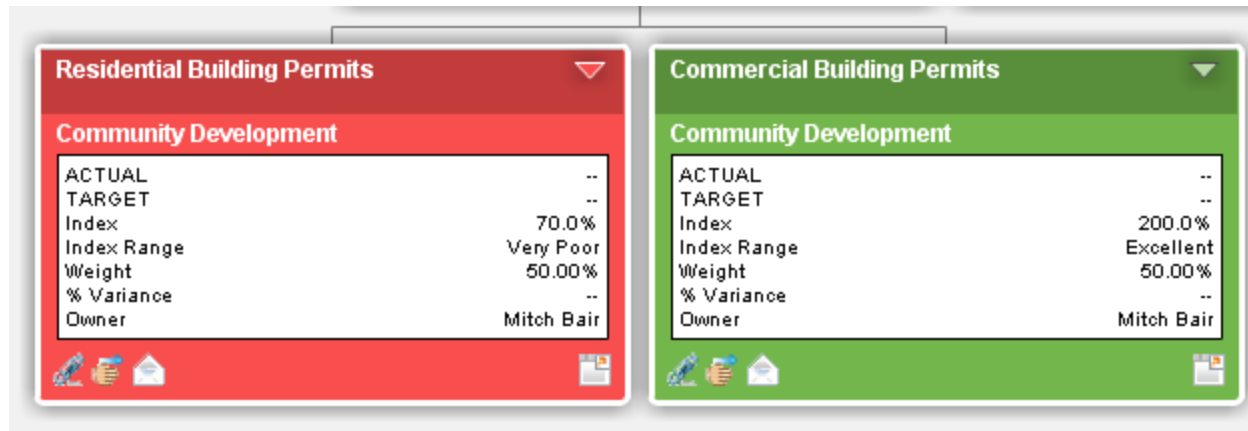 Residential Building Permits
Community Development
ACTUAL --
TARGET --
Index 70.0%
Index Range Very Poor
Weight 50.00%
% Variance --
Owner Mitch Bair
Commercial Building Permits
Community Development
ACTUAL --
TARGET --
Index 200.0%
Index Range Excellent
Weight 50.00%
% Variance --
Owner Mitch Bair